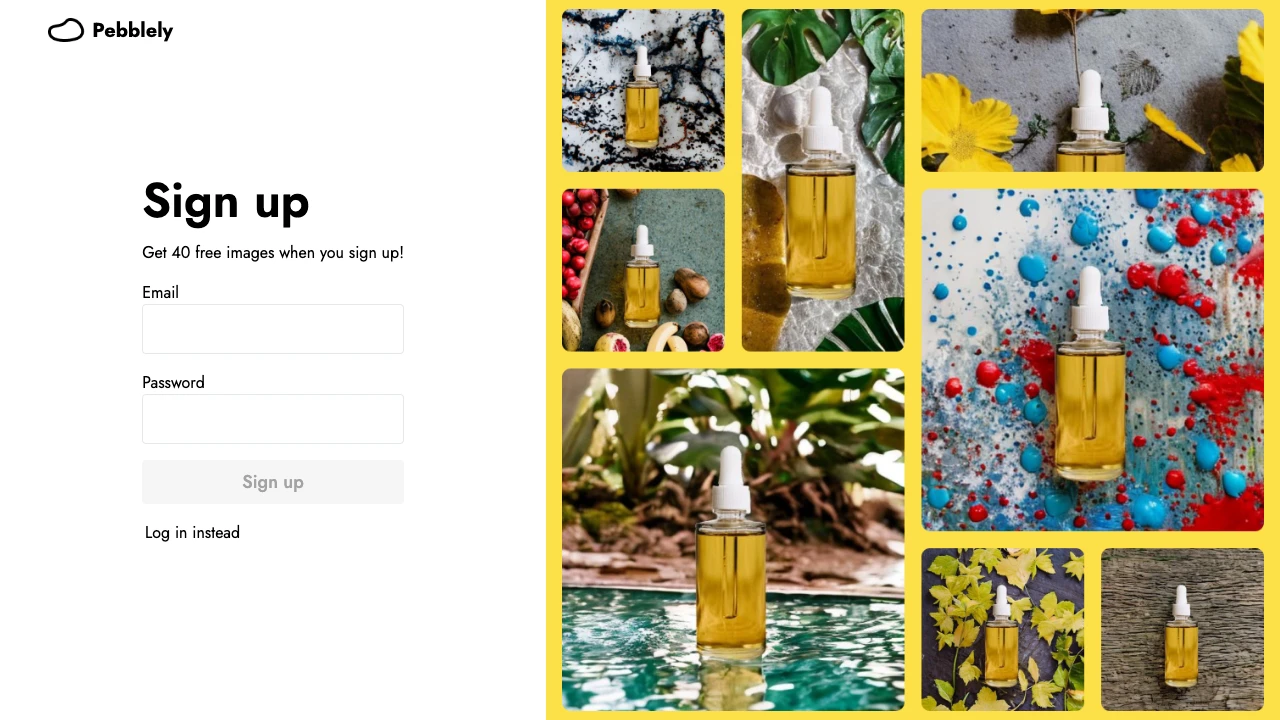 Pebblely
Sign up
Get 40 free images when you sign up!
Email
Password
Sign up
Log in instead